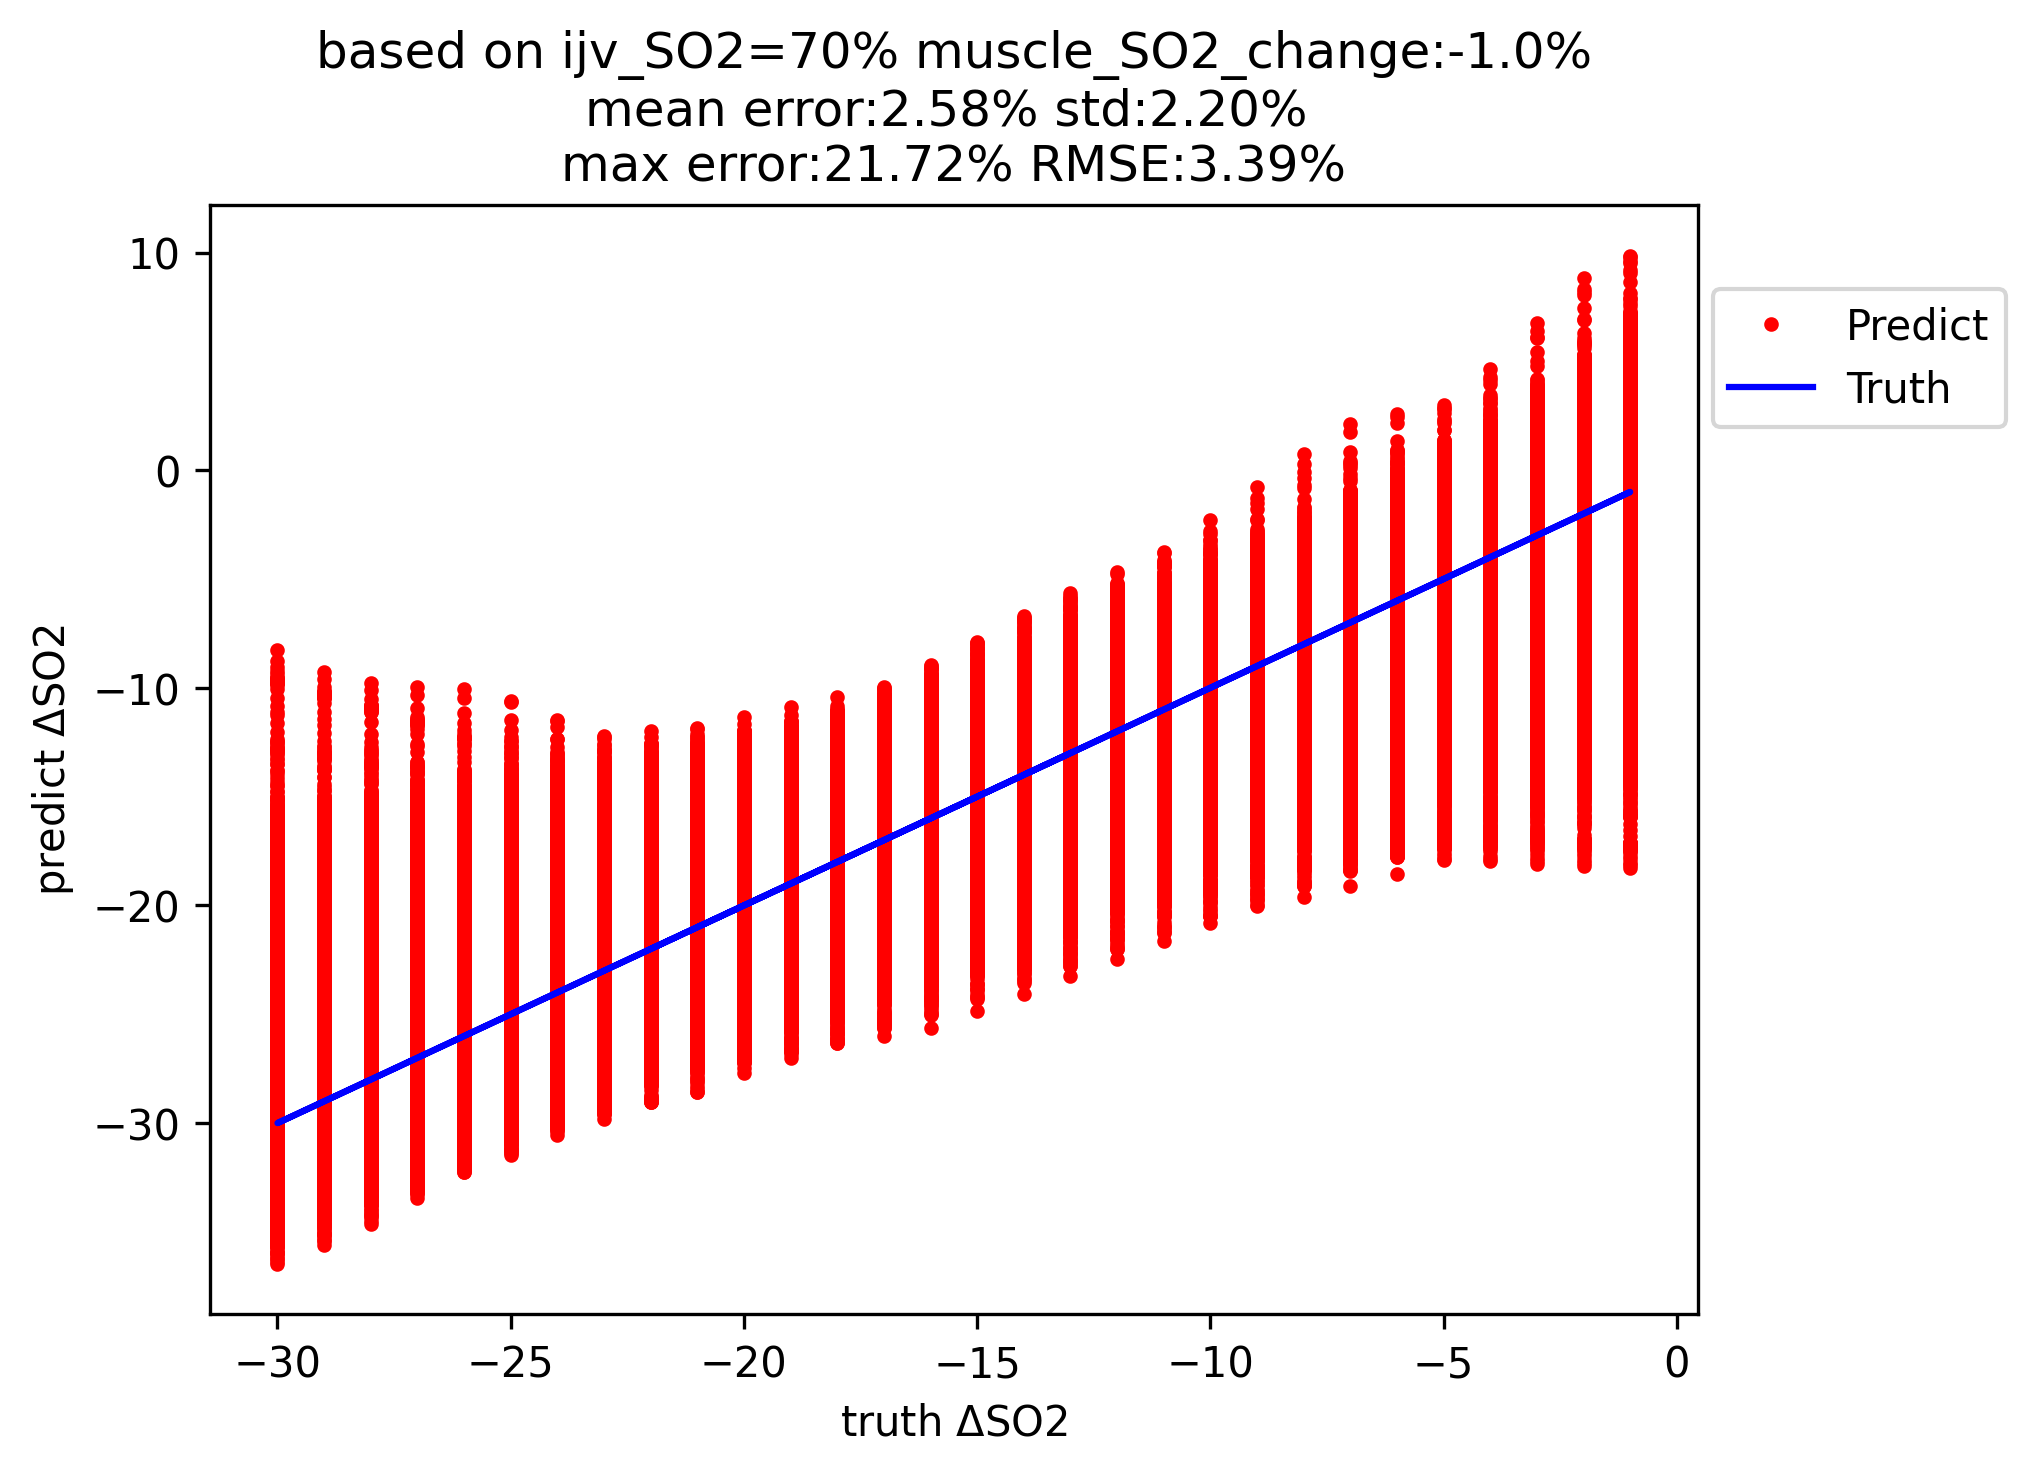 based on ijv_SO2=70% muscle_SO2_change:-1.0%
mean error:2.58% std:2.20%
max error:21.72% RMSE:3.39%
10
0
−10
−20
−30
predict ΔSO2
Predict
Truth
−30 −25 −20 −15 −10 −5 0
truth ΔSO2